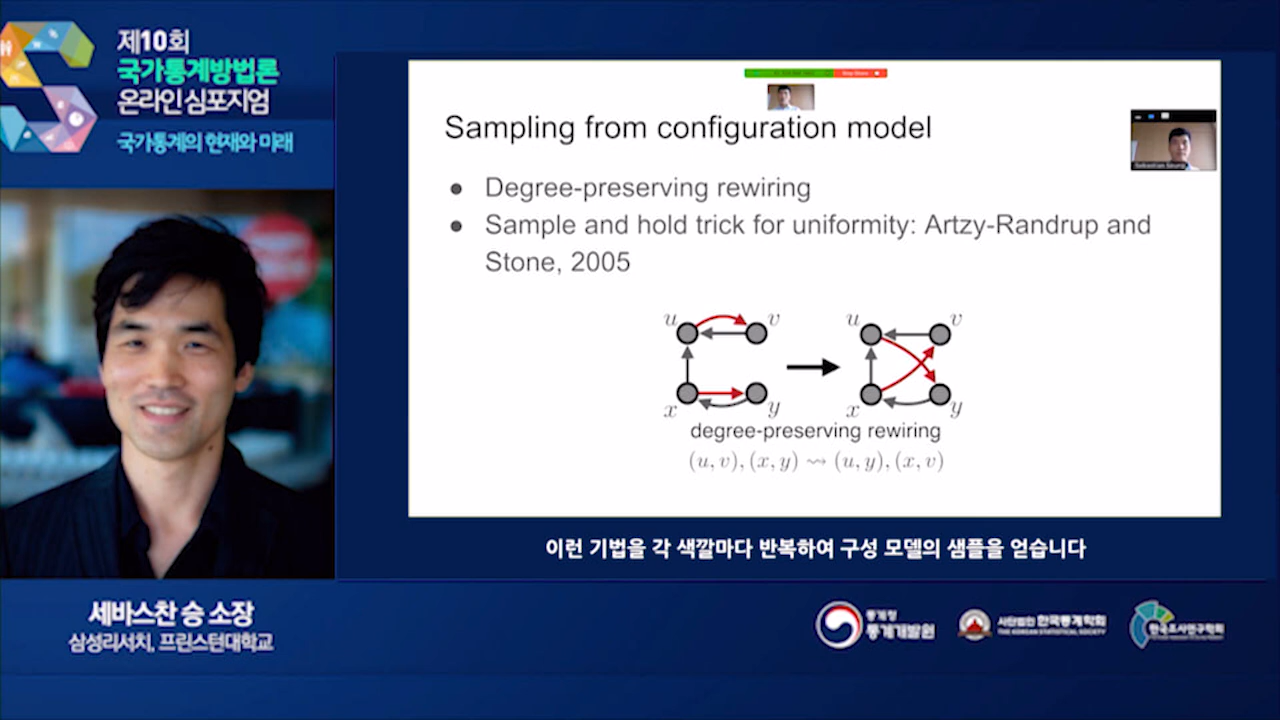 제10회
국가통계방법론
온라인 심포지엄
국가통계의 현재와 미래
Sampling from configuration model
● Degree-preserving rewiring
● Sample and hold trick for uniformity: Artzy-Randrup and
Stone, 2005
u v u v
x y x y
degree-preserving rewiring
(u, v), (x, y) ⇝ (u, y), (x, v)
이런 기법을 각 색깔마다 반복하여 구성 모델의 샘플을 얻습니다
세바스찬 승 소장
삼성리서치, 프린스턴대학교
통계청
통계개발원
사단법인 한국통계학회
THE KOREAN STATISTICAL SOCIETY
한국조사연구학회